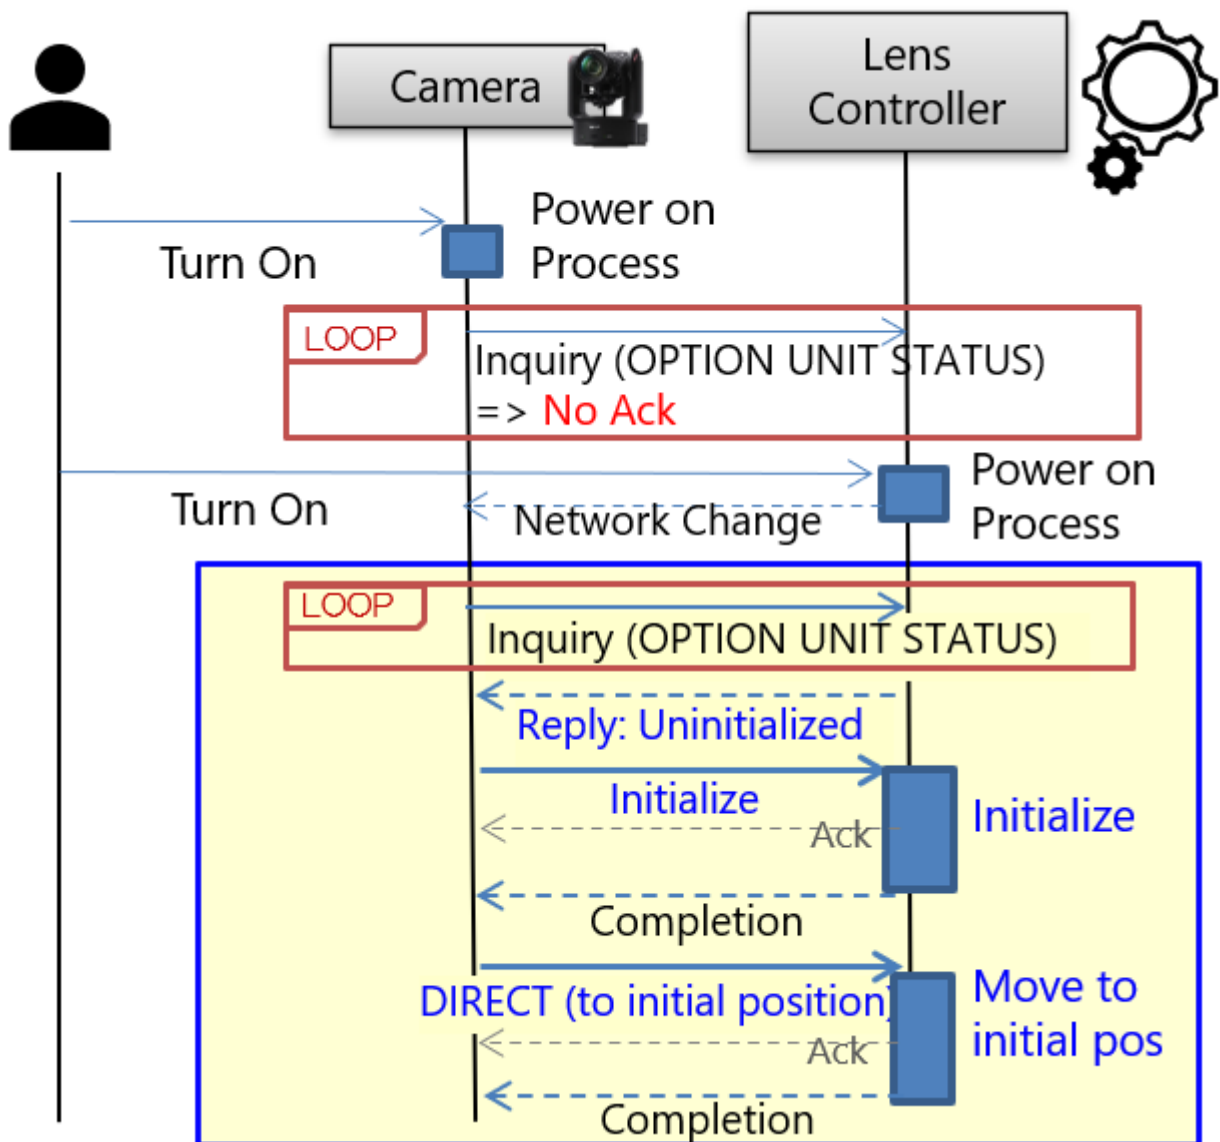 Camera
Lens
Controller
Turn On
Power on
Process
LOOP
Inquiry (OPTION UNIT STATUS)
=> No Ack
Turn On
Network Change
Power on
Process
LOOP
Inquiry (OPTION UNIT STATUS)
Reply: Uninitialized
Initialize
Ack
Initialize
Completion
DIRECT (to initial position)
Ack
Move to
initial pos
Completion